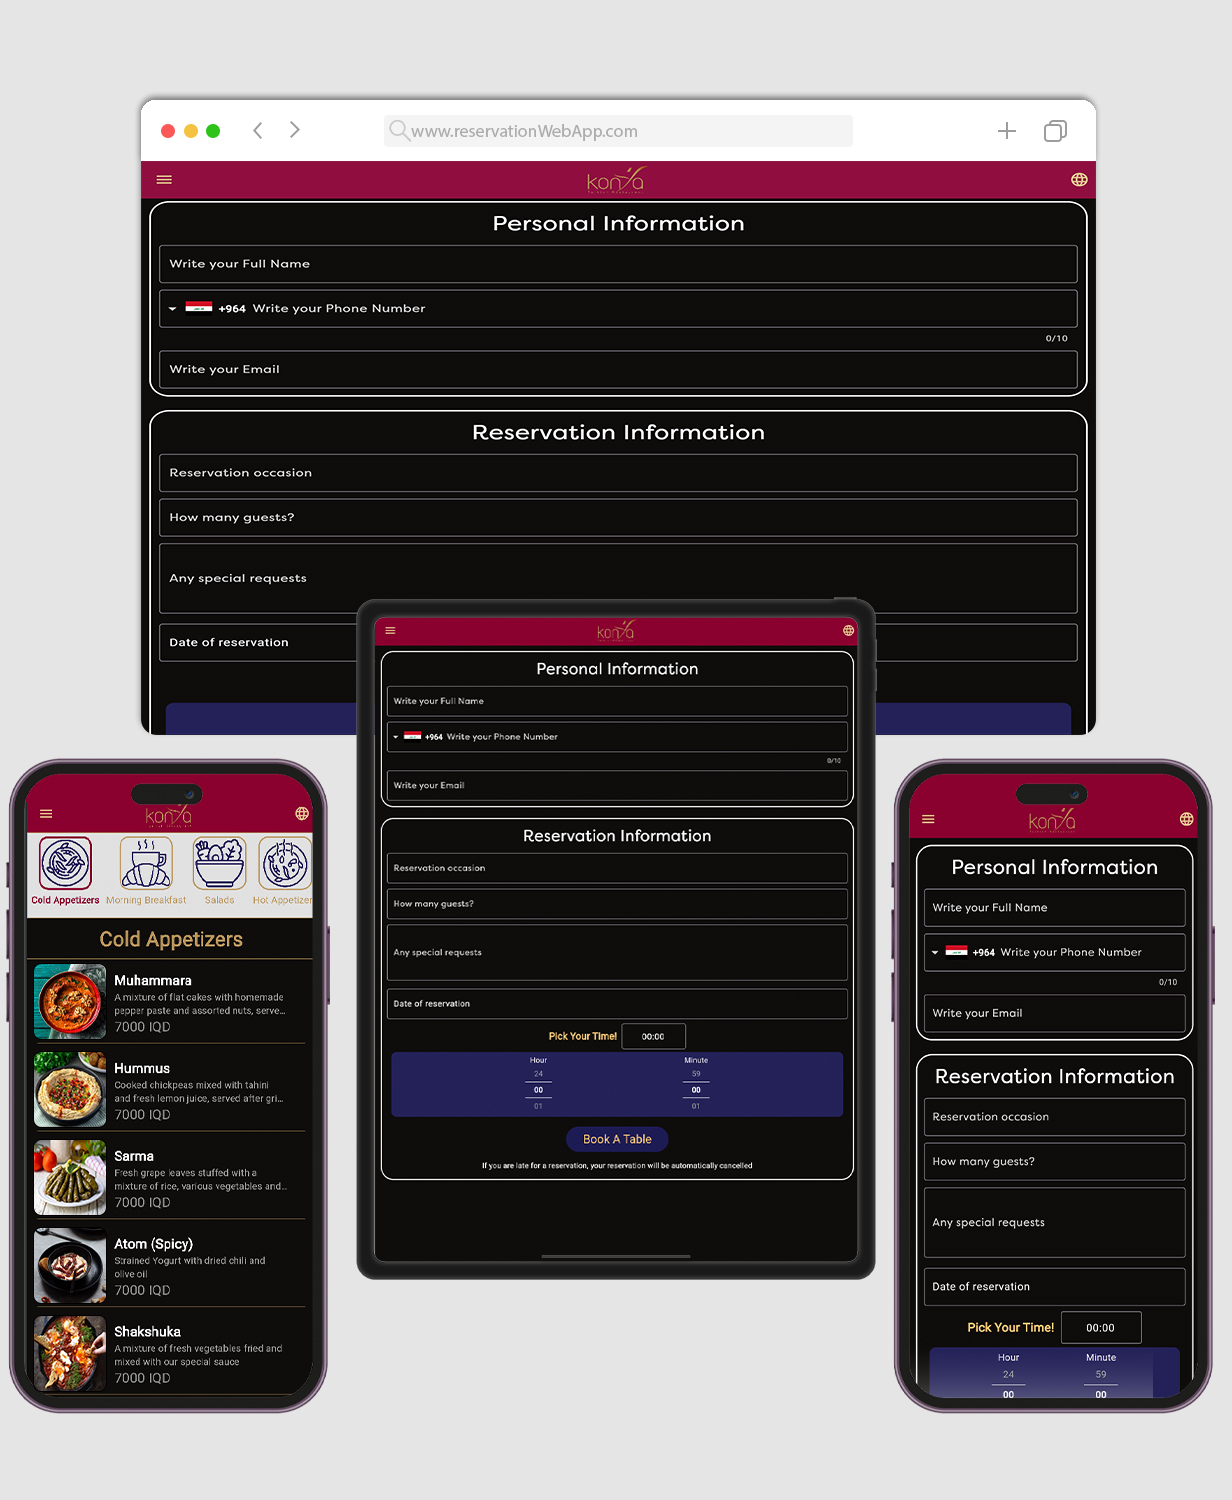 www.reservationWebApp.com
konya
Personal Information
Write your Full Name
+964 Write your Phone Number
0/10
Write your Email
Reservation Information
Reservation occasion
How many guests?
Any special requests
Date of reservation
konya
Personal Information
Write your Full Name
+964 Write your Phone Number
0/10
Write your Email
Reservation Information
Reservation occasion
How many guests?
Any special requests
Date of reservation
Pick Your Time! 00:00
Hour Minute
24 59
00 00
01 01
Book A Table
If you are late for a reservation, your reservation will be automatically cancelled
konya
Cold Appetizers Morning Breakfast Salads Hot Appetizer
Cold Appetizers
Muhammara
A mixture of flat cakes with homemade
pepper paste and assorted nuts, serve...
7000 IQD
Hummus
Cooked chickpeas mixed with tahini
and fresh lemon juice, served after gri...
7000 IQD
Sarma
Fresh grape leaves stuffed with a
mixture of rice, various vegetables and...
7000 IQD
Atom (Spicy)
Strained Yogurt with dried chili and
olive oil
7000 IQD
Shakshuka
A mixture of fresh vegetables fried and
mixed with our special sauce
7000 IQD
konya
Personal Information
Write your Full Name
+964 Write your Phone Number
0/10
Write your Email
Reservation Information
Reservation occasion
How many guests?
Any special requests
Date of reservation
Pick Your Time! 00:00
Hour Minute
24 59
00 00